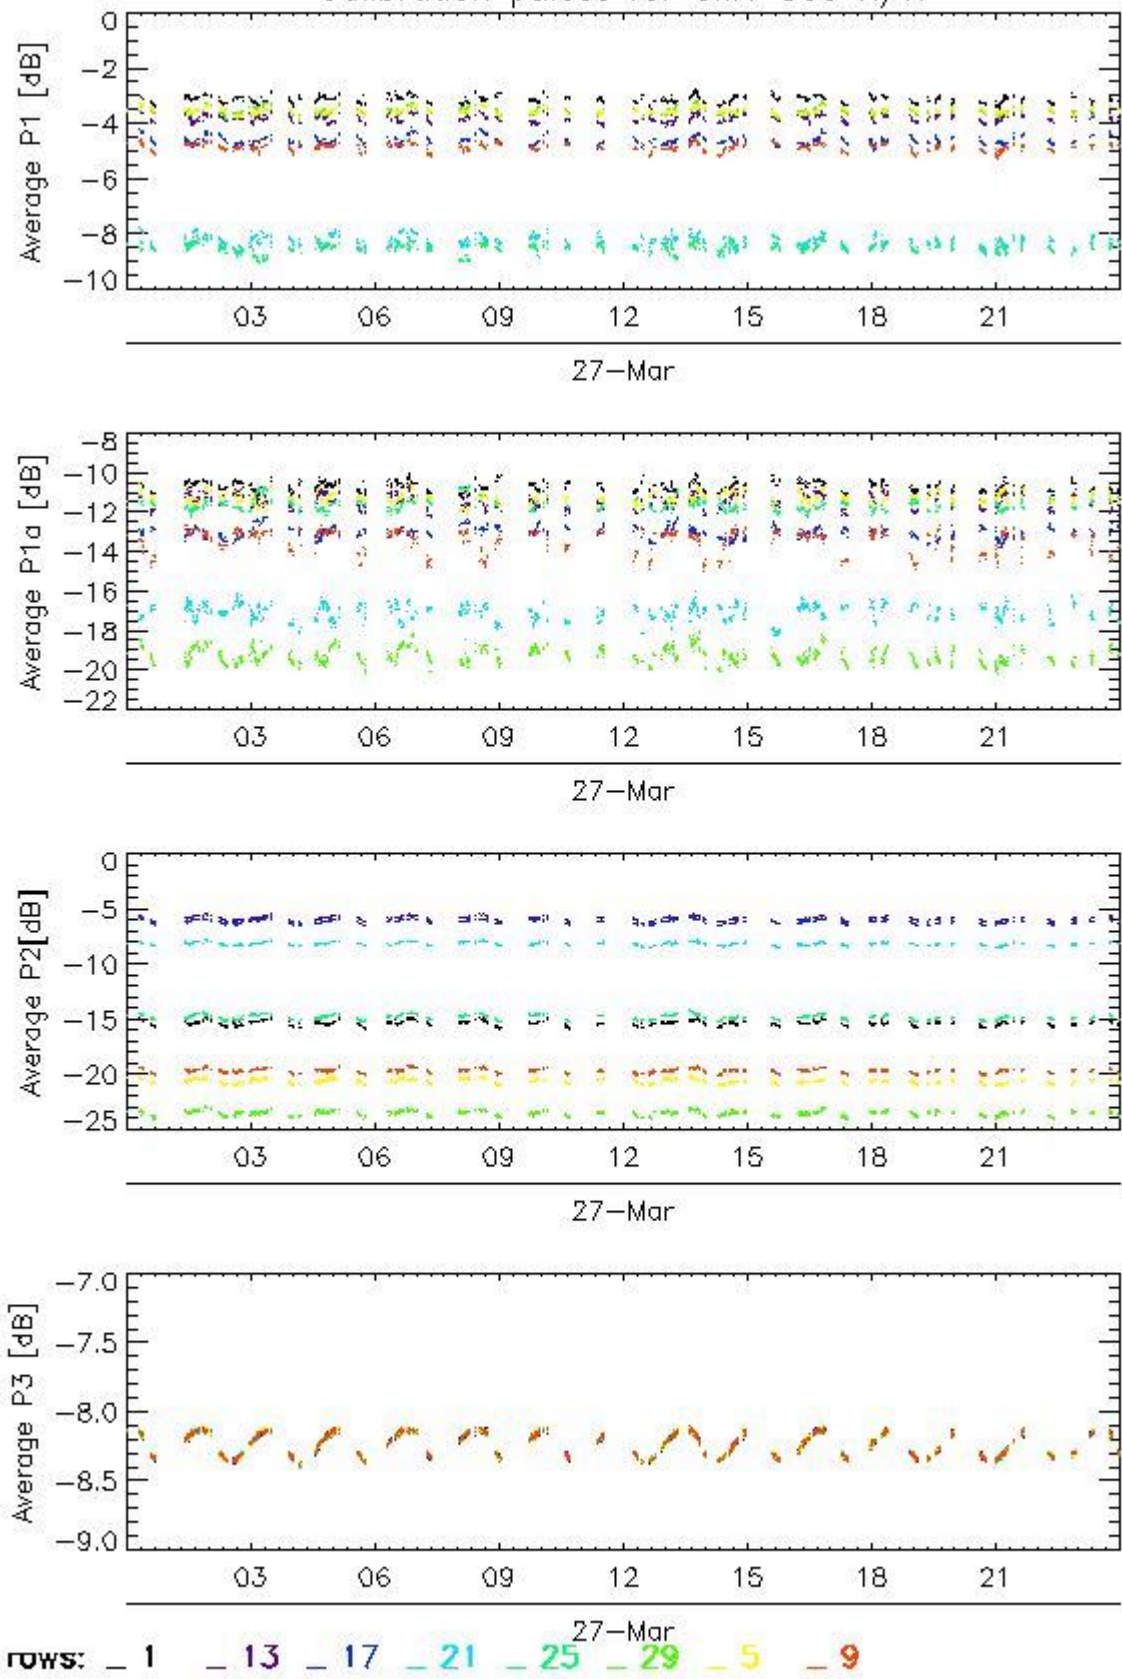 0
-2
-4
-6
-8
-10
Average P1 [dB]
03 06 09 12 15 18 21
27-Mar
-8
-10
-12
-14
-16
-18
-20
-22
Average P1a [dB]
03 06 09 12 15 18 21
27-Mar
0
-5
-10
-15
-20
-25
Average P2[dB]
03 06 09 12 15 18 21
27-Mar
-7.0
-7.5
-8.0
-8.5
-9.0
Average P3 [dB]
03 06 09 12 15 18 21
27-Mar
rows: _ 1 _ 13 _ 17 _ 21 _ 25 _ 29 _ 5 _ 9